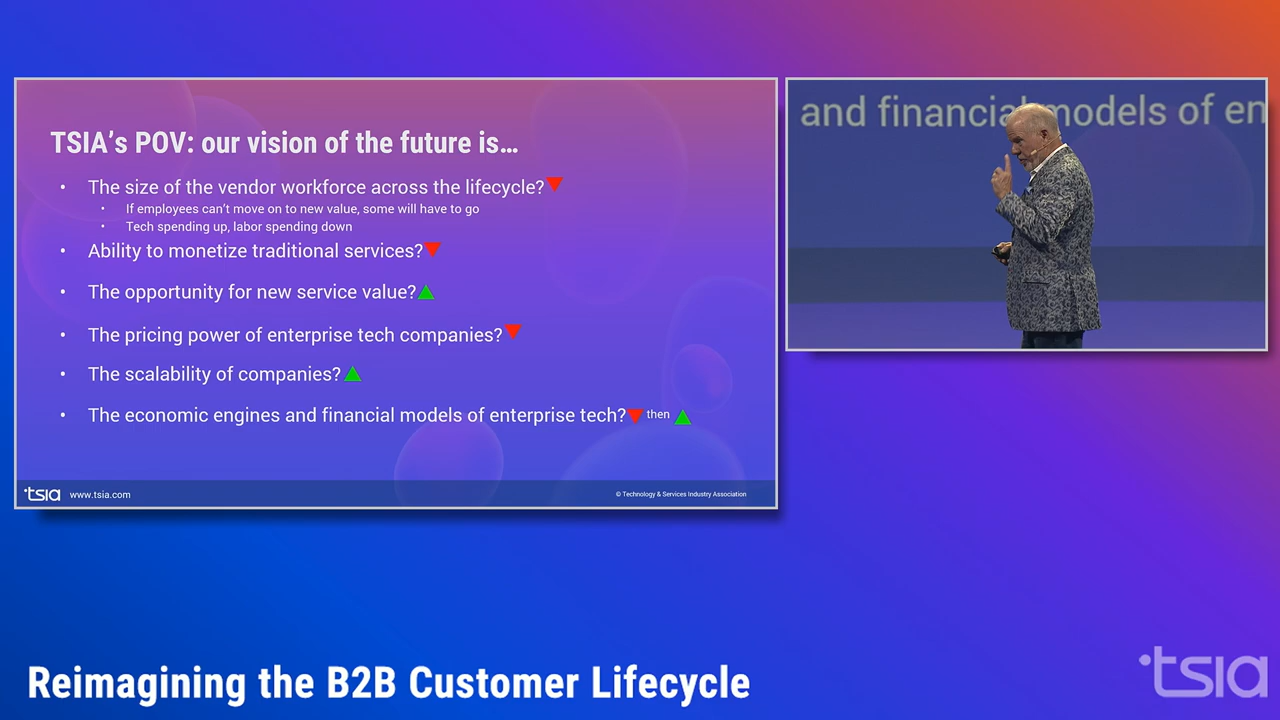 TSIA's POV: our vision of the future is…
• The size of the vendor workforce across the lifecycle?
• If employees can't move on to new value, some will have to go
• Tech spending up, labor spending down
• Ability to monetize traditional services?
• The opportunity for new service value?
• The pricing power of enterprise tech companies?
• The scalability of companies?
• The economic engines and financial models of enterprise tech? then
tsia www.tsia.com
© Technology & Services Industry Association
and financial models of en
Reimagining the B2B Customer Lifecycle
tsia